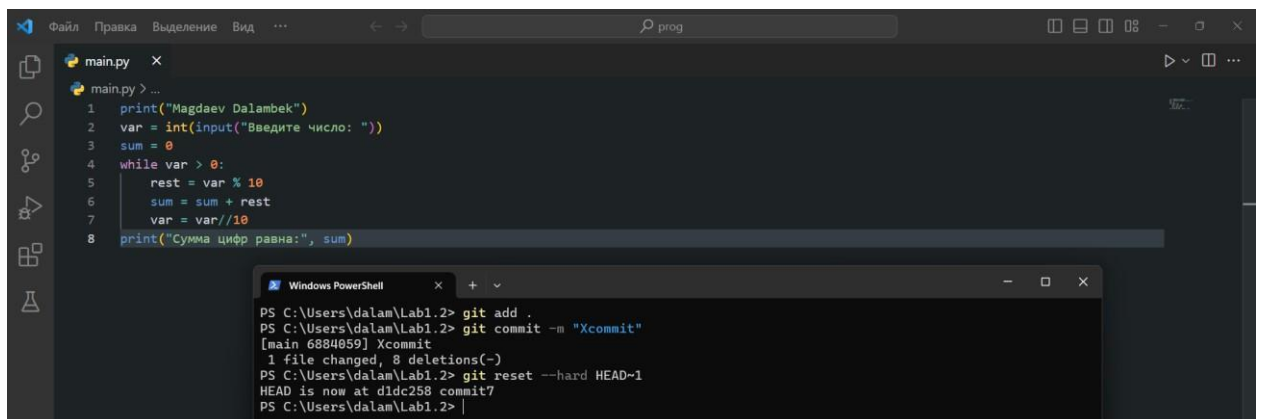 Файл Правка Выделение Вид ··· prog
main.py
main.py > ...
1 print("Magdaev Dalambek")
2 var = int(input("Введите число: "))
3 sum = 0
4 while var > 0:
5 rest = var % 10
6 sum = sum + rest
7 var = var//10
8 print("Сумма цифр равна:", sum)
Windows PowerShell
PS C:\Users\dalam\Lab1.2> git add .
PS C:\Users\dalam\Lab1.2> git commit -m "Xcommit"
[main 6884059] Xcommit
1 file changed, 8 deletions(-)
PS C:\Users\dalam\Lab1.2> git reset --hard HEAD~1
HEAD is now at d1dc258 commit7
PS C:\Users\dalam\Lab1.2>